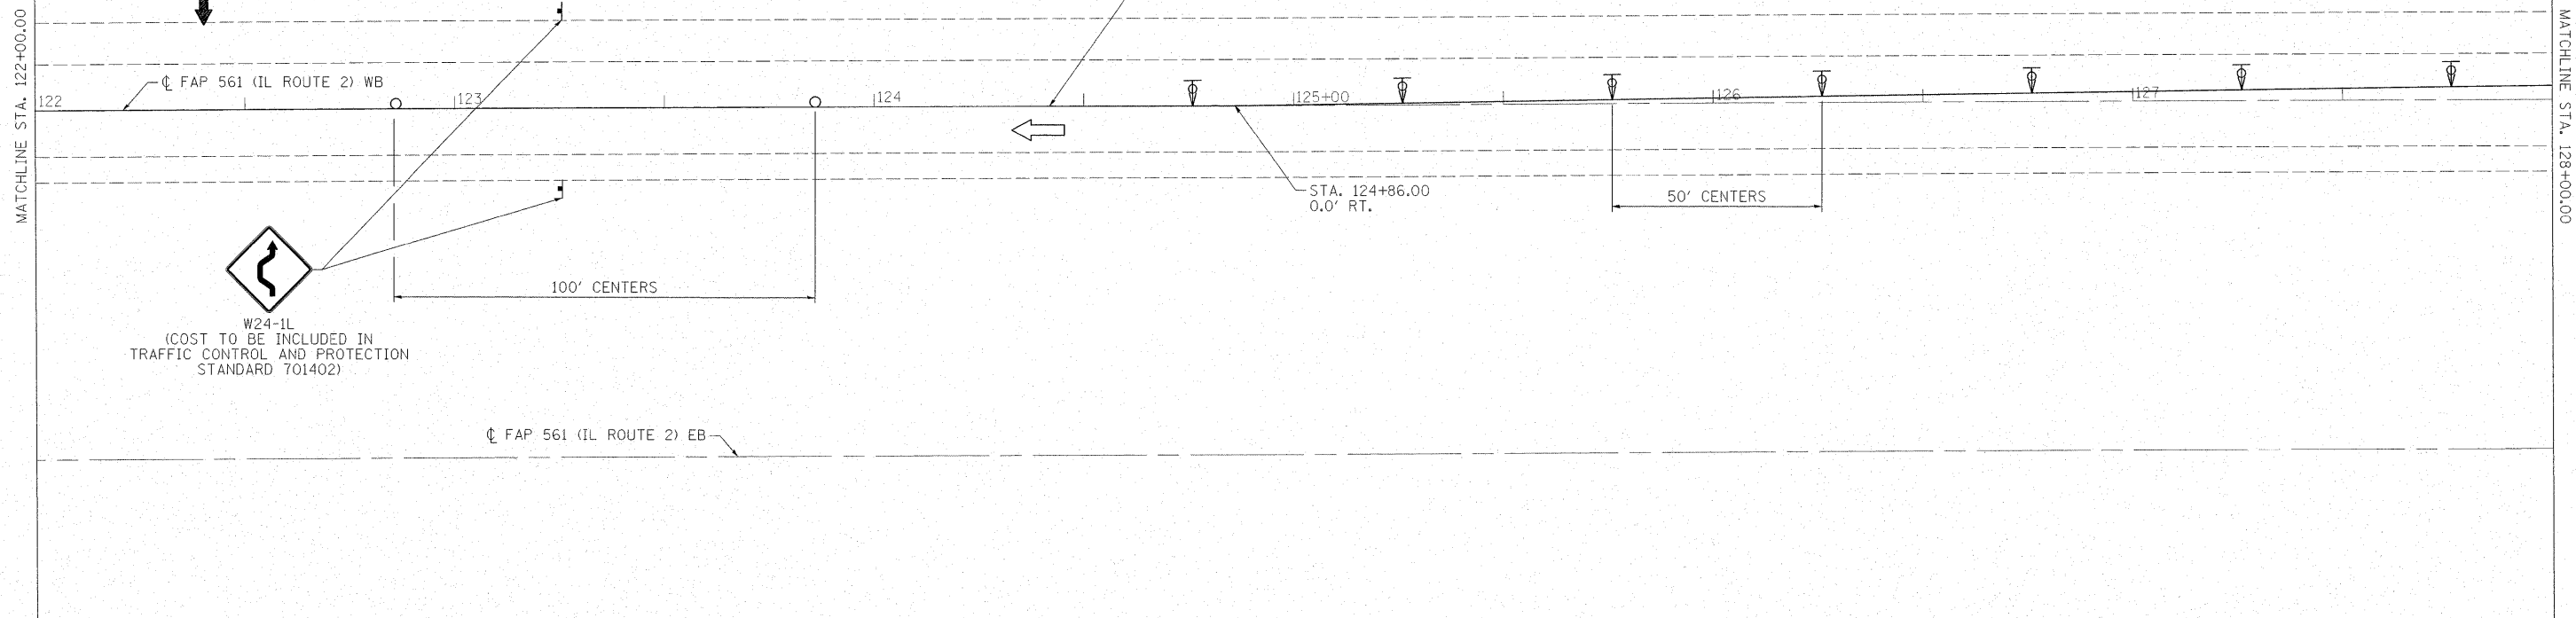 MATCHLINE STA. 122+00.00
MATCHLINE STA. 128+00.00
℄ FAP 561 (IL ROUTE 2) WB
122
123
124
125+00
126
127
STA. 124+86.00
0.0' RT.
50' CENTERS
100' CENTERS
W24-1L
(COST TO BE INCLUDED IN
TRAFFIC CONTROL AND PROTECTION
STANDARD 701402)
℄ FAP 561 (IL ROUTE 2) EB